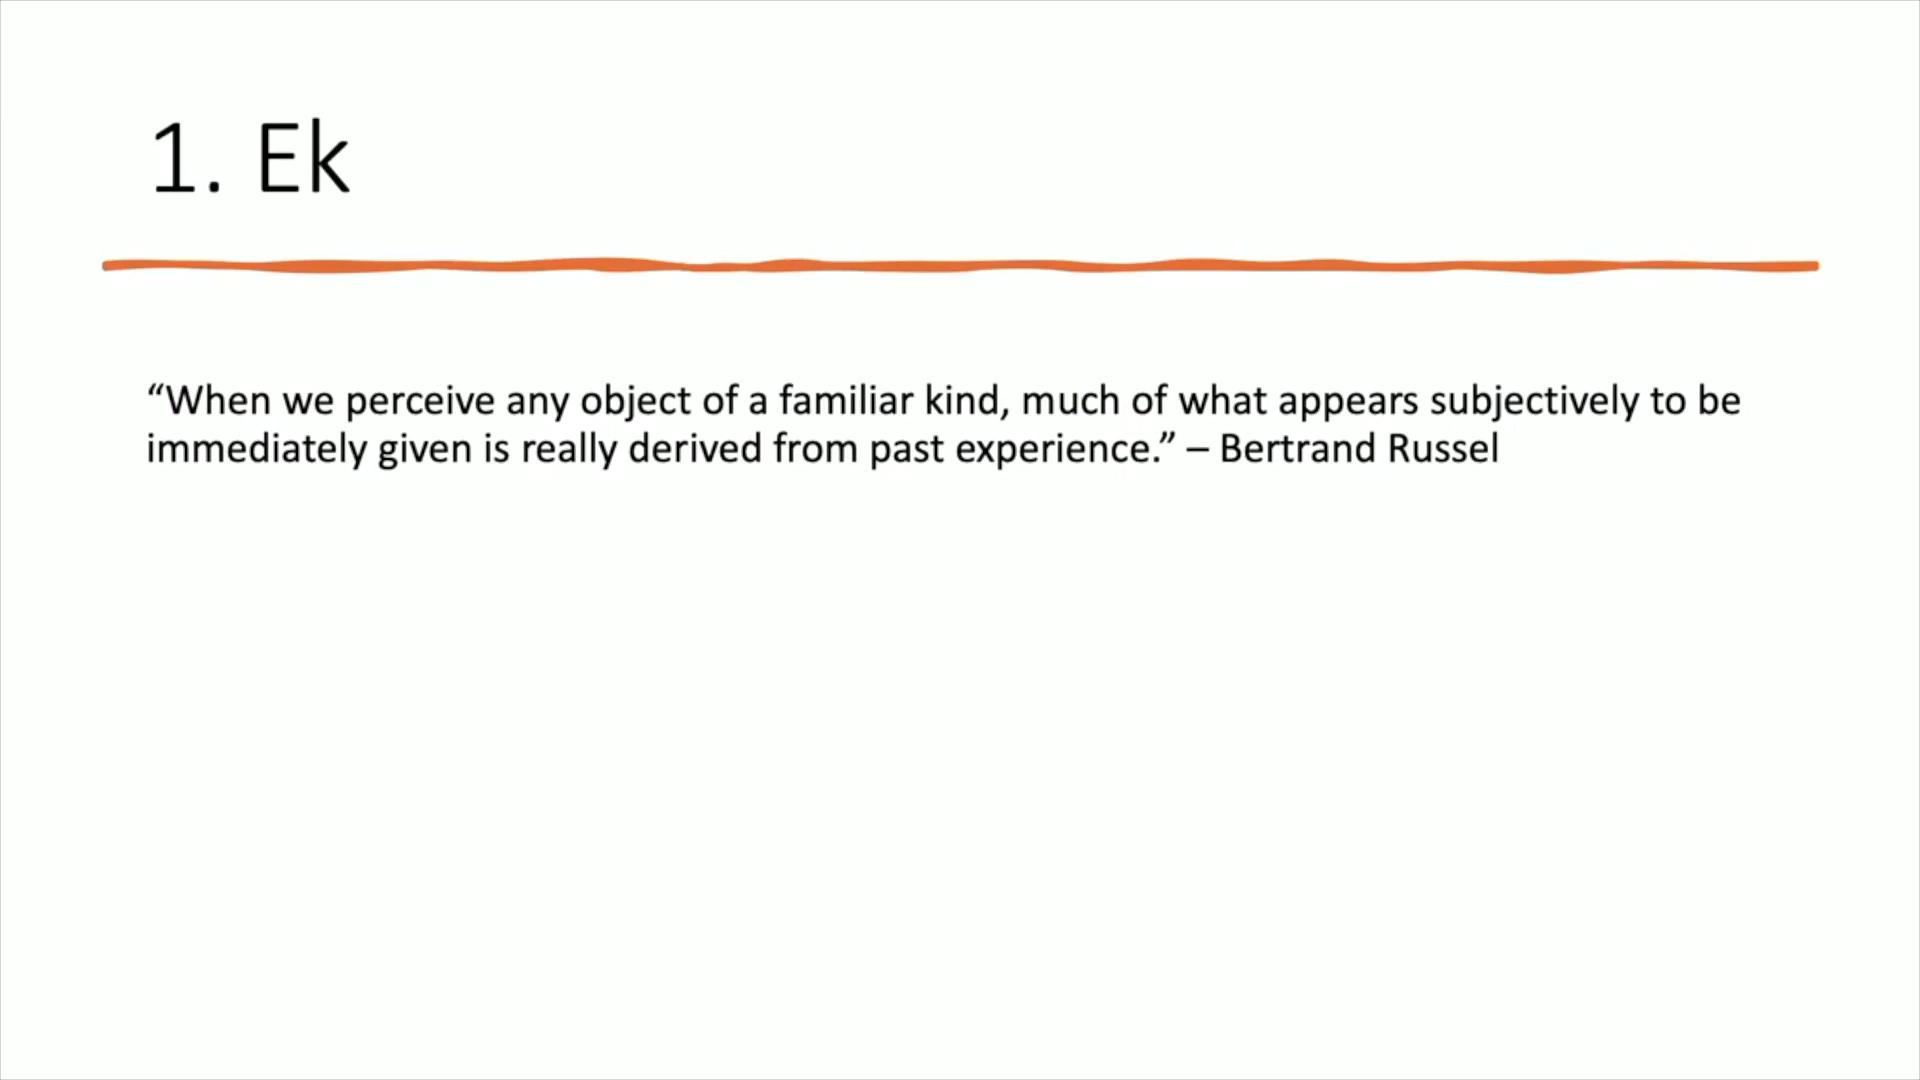 1. Ek
“When we perceive any object of a familiar kind, much of what appears subjectively to be
immediately given is really derived from past experience.” – Bertrand Russel